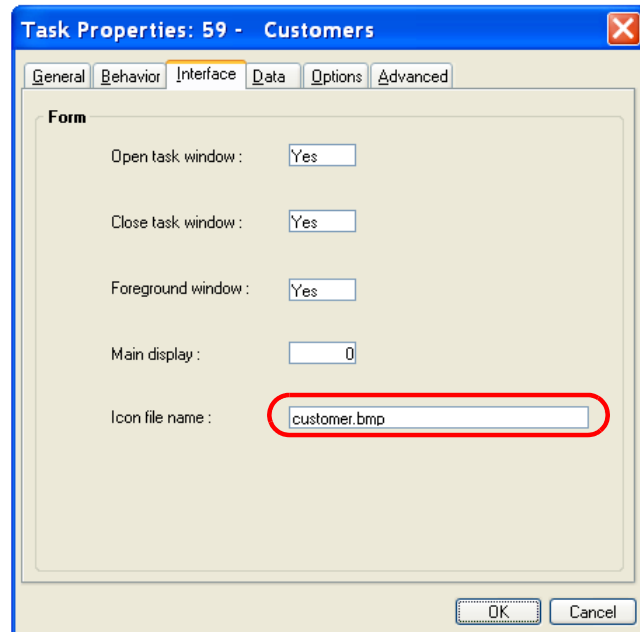 Task Properties: 59 - Customers
General Behavior Interface Data Options Advanced
Form
Open task window : Yes
Close task window : Yes
Foreground window : Yes
Main display : 0
Icon file name : customer.bmp
OK Cancel